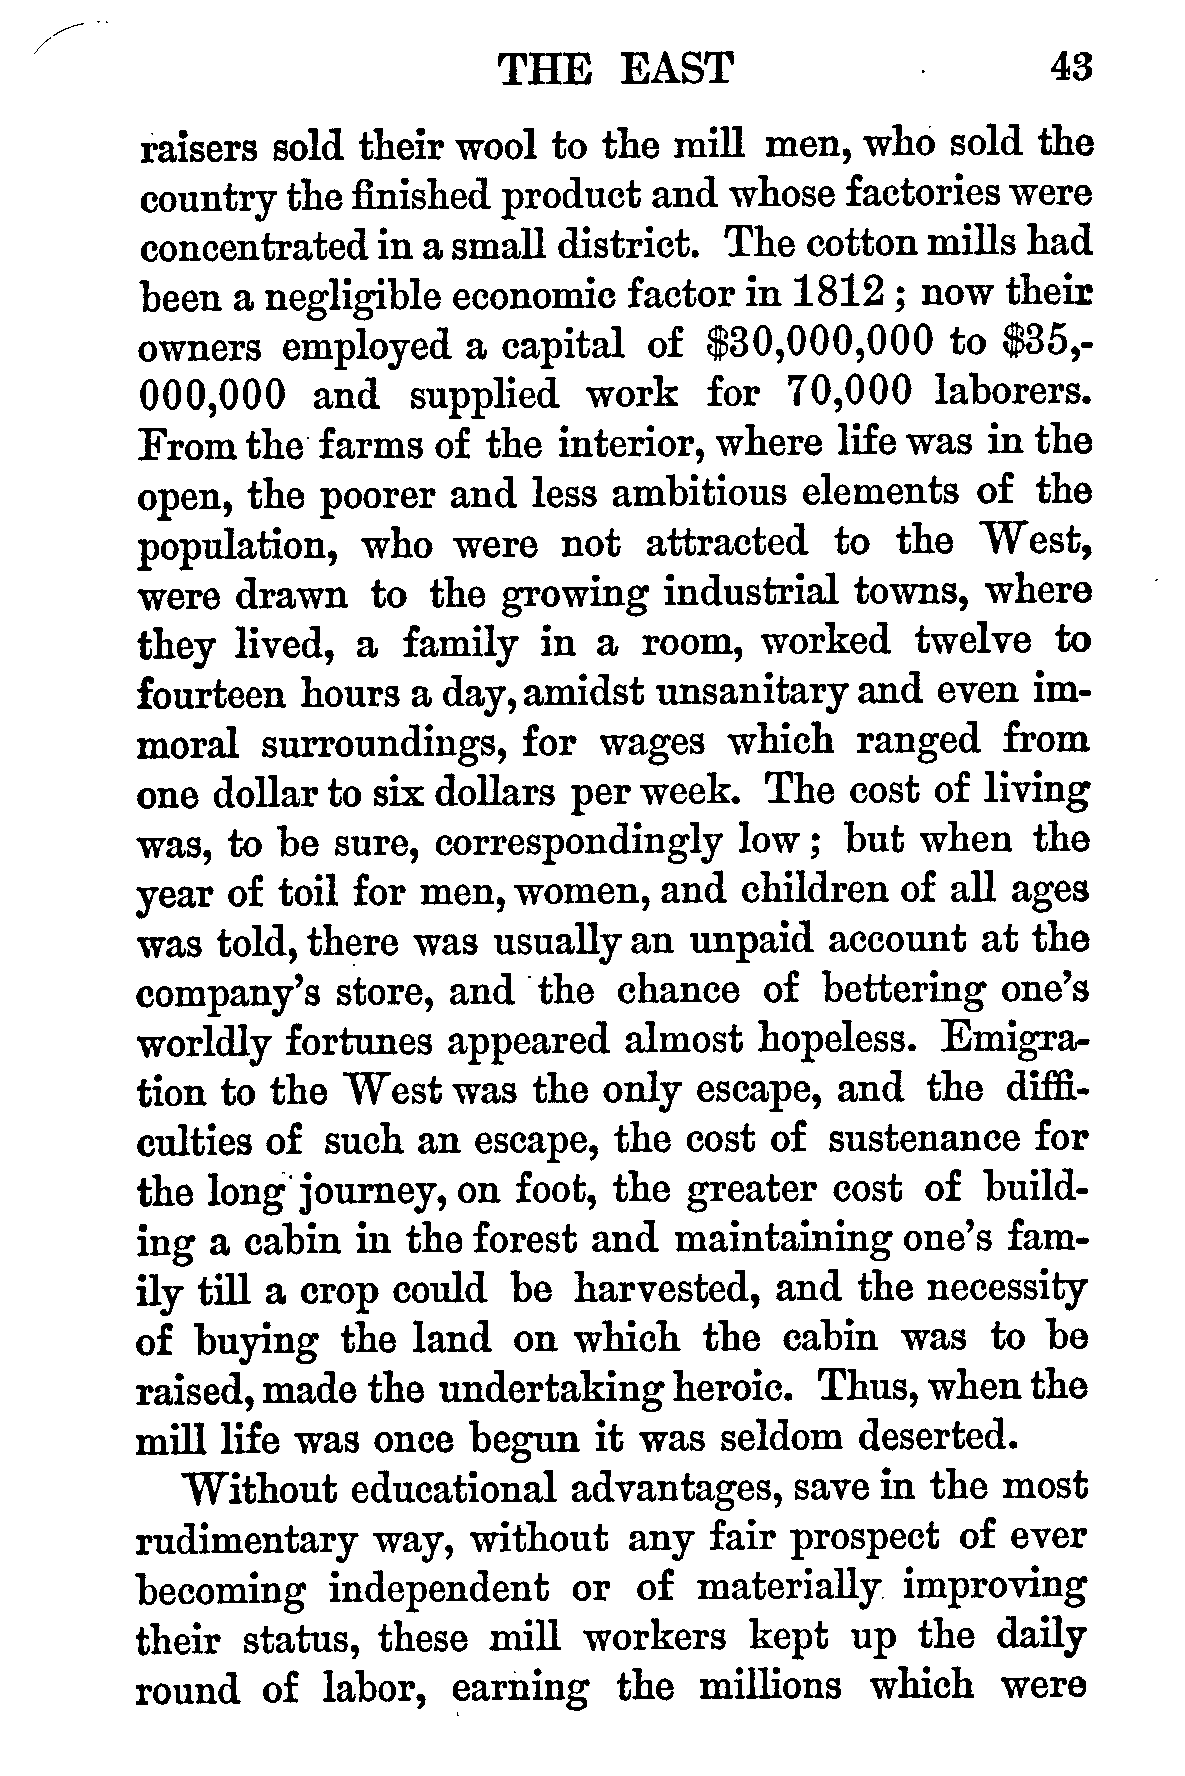 THE EAST 43
raisers sold their wool to the mill men, who sold the
country the finished product and whose factories were
concentrated in a small district. The cotton mills had
been a negligible economic factor in 1812 ; now their
owners employed a capital of $30,000,000 to $35,-
000,000 and supplied work for 70,000 laborers.
From the farms of the interior, where life was in the
open, the poorer and less ambitious elements of the
population, who were not attracted to the West,
were drawn to the growing industrial towns, where
they lived, a family in a room, worked twelve to
fourteen hours a day, amidst unsanitary and even im-
moral surroundings, for wages which ranged from
one dollar to six dollars per week. The cost of living
was, to be sure, correspondingly low ; but when the
year of toil for men, women, and children of all ages
was told, there was usually an unpaid account at the
company's store, and the chance of bettering one's
worldly fortunes appeared almost hopeless. Emigra-
tion to the West was the only escape, and the diffi-
culties of such an escape, the cost of sustenance for
the long journey, on foot, the greater cost of build-
ing a cabin in the forest and maintaining one's fam-
ily till a crop could be harvested, and the necessity
of buying the land on which the cabin was to be
raised, made the undertaking heroic. Thus, when the
mill life was once begun it was seldom deserted.
Without educational advantages, save in the most
rudimentary way, without any fair prospect of ever
becoming independent or of materially improving
their status, these mill workers kept up the daily
round of labor, earning the millions which were